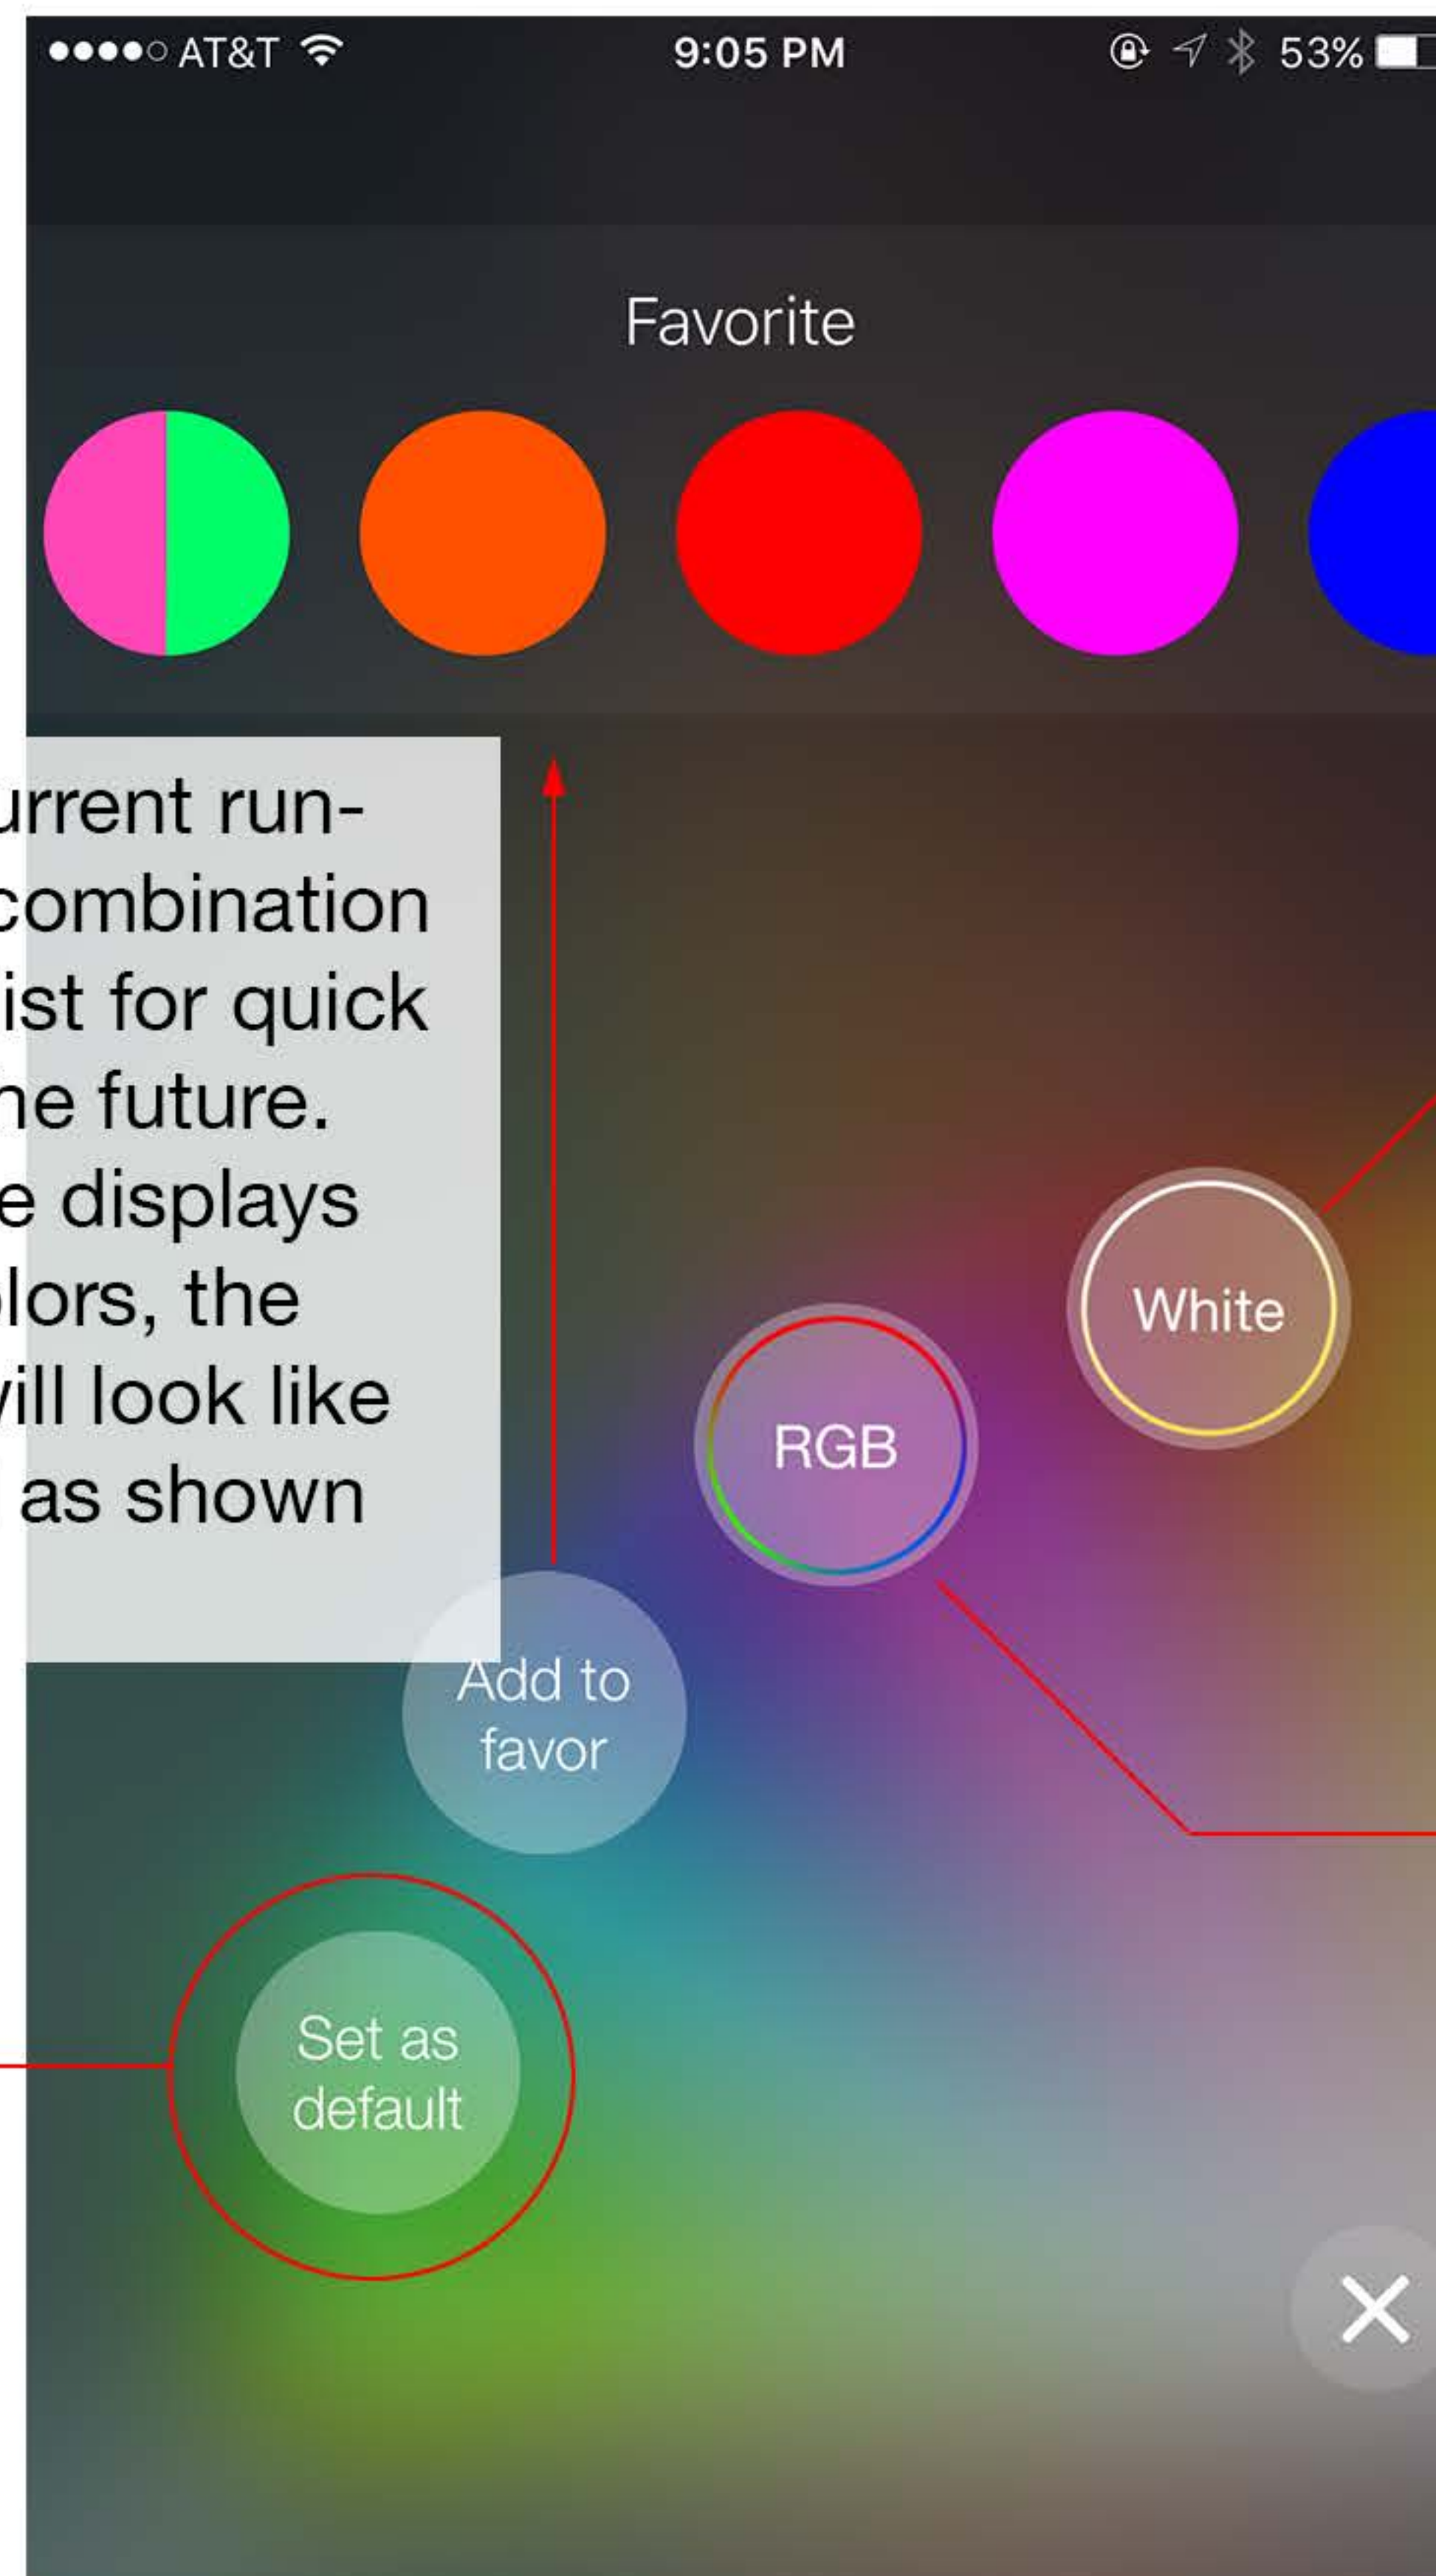 AT&T 9:05 PM 53%
Favorite
urrent run-
combination
ist for quick
he future.
e displays
lors, the
will look like
as shown
White
RGB
Add to
favor
Set as
default